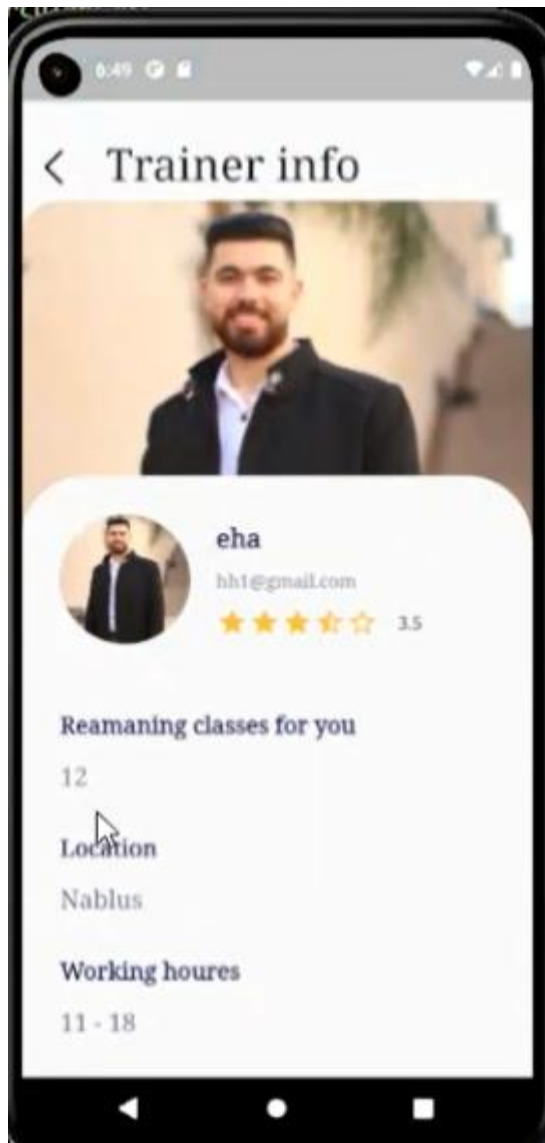 6:49
Trainer info
eha
hh1@gmail.com
3.5
Reamaning classes for you
12
Location
Nablus
Working houres
11 - 18